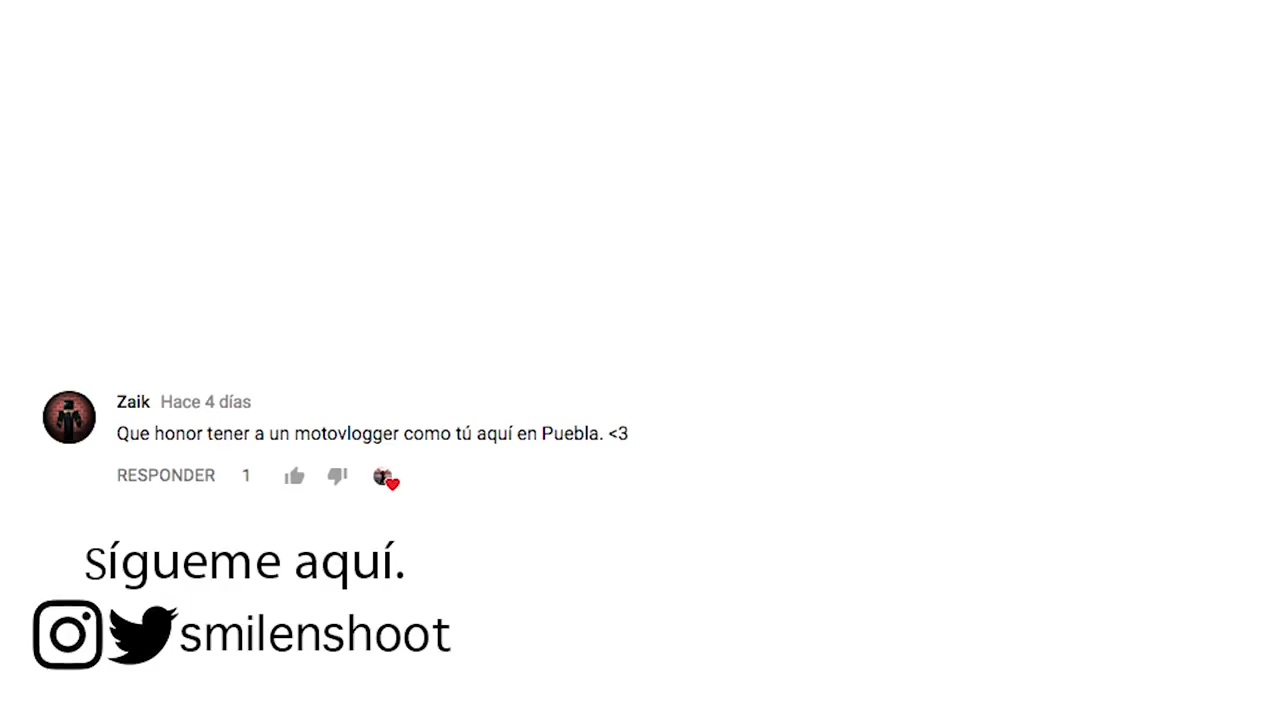 Zaik Hace 4 días
Que honor tener a un motovlogger como tú aquí en Puebla. <3
RESPONDER 1
Sígueme aquí.
smilenshoot